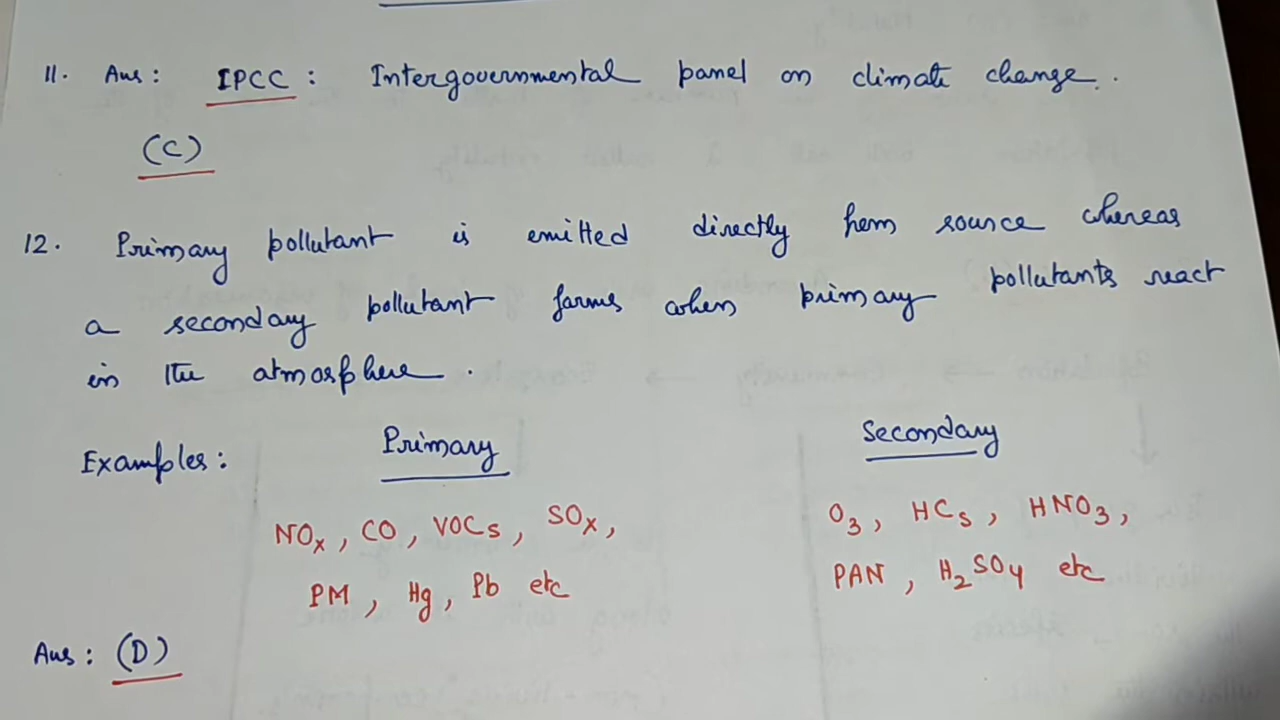 11. Ans: IPCC: Intergovernmental panel on climate change.
(C)
12. Primary pollutant is emitted directly from source whereas
a secondary pollutant forms when primary pollutants react
in the atmosphere.
Examples: Primary Secondary
NOx, CO, VOCs, SOx, O3, HCs, HNO3,
PM, Hg, Pb etc PAN, H2SO4 etc
Ans: (D)